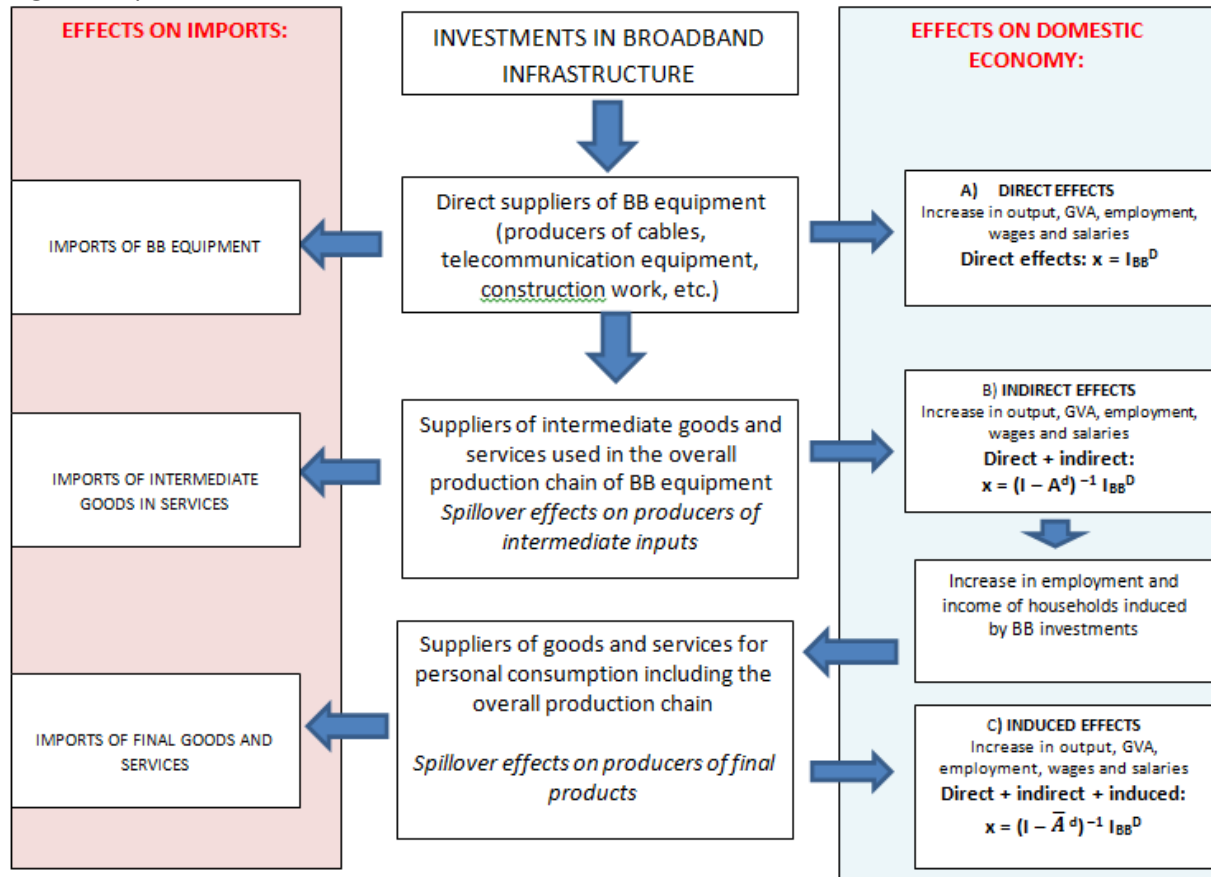 EFFECTS ON IMPORTS:
INVESTMENTS IN BROADBAND
INFRASTRUCTURE
EFFECTS ON DOMESTIC
ECONOMY:
IMPORTS OF BB EQUIPMENT
Direct suppliers of BB equipment
(producers of cables,
telecommunication equipment,
construction work, etc.)
A) DIRECT EFFECTS
Increase in output, GVA, employment,
wages and salaries
Direct effects: x = I_BB^D
IMPORTS OF INTERMEDIATE
GOODS IN SERVICES
Suppliers of intermediate goods and
services used in the overall
production chain of BB equipment
Spillover effects on producers of
intermediate inputs
B) INDIRECT EFFECTS
Increase in output, GVA, employment,
wages and salaries
Direct + indirect:
x = (I – A^d)^–1 I_BB^D
Increase in employment and
income of households induced
by BB investments
IMPORTS OF FINAL GOODS AND
SERVICES
Suppliers of goods and services for
personal consumption including the
overall production chain
Spillover effects on producers of final
products
C) INDUCED EFFECTS
Increase in output, GVA,
employment, wages and salaries
Direct + indirect + induced:
x = (I – A̅^d)^–1 I_BB^D